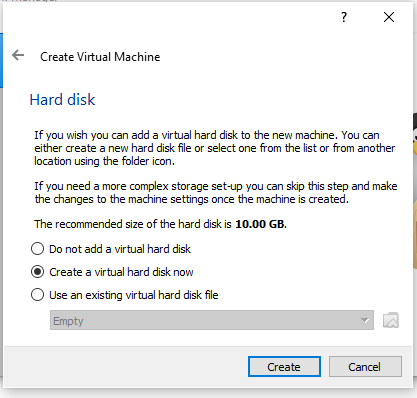 ?
Create Virtual Machine
Hard disk
If you wish you can add a virtual hard disk to the new machine. You can
either create a new hard disk file or select one from the list or from another
location using the folder icon.
If you need a more complex storage set-up you can skip this step and make
the changes to the machine settings once the machine is created.
The recommended size of the hard disk is 10.00 GB.
Do not add a virtual hard disk
Create a virtual hard disk now
Use an existing virtual hard disk file
Empty
Create
Cancel